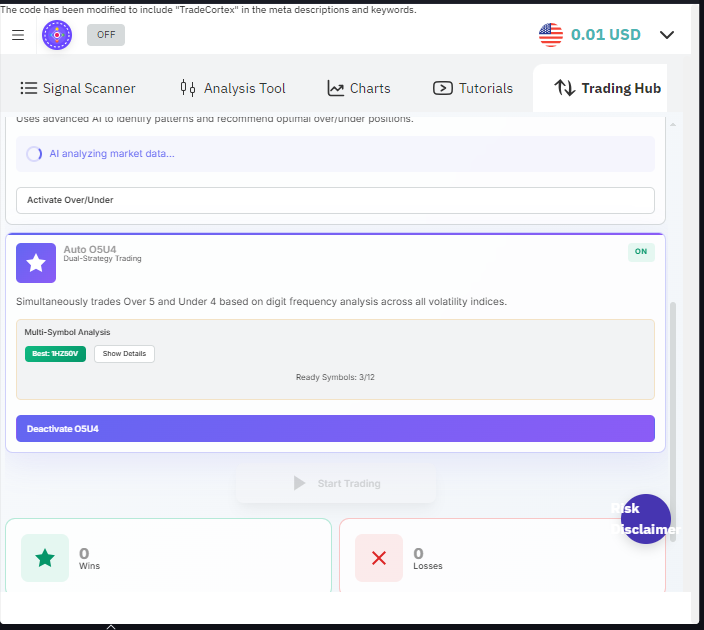 The code has been modified to include "TradeCortex" in the meta descriptions and keywords.
OFF
0.01 USD
Signal Scanner
Analysis Tool
Charts
Tutorials
Trading Hub
Uses advanced AI to identify patterns and recommend optimal over/under positions.
AI analyzing market data...
Activate Over/Under
Auto O5U4
Dual-Strategy Trading
ON
Simultaneously trades Over 5 and Under 4 based on digit frequency analysis across all volatility indices.
Multi-Symbol Analysis
Best: 1HZ50V
Show Details
Ready Symbols: 3/12
Deactivate O5U4
Start Trading
Risk
Disclaimer
0
Wins
0
Losses